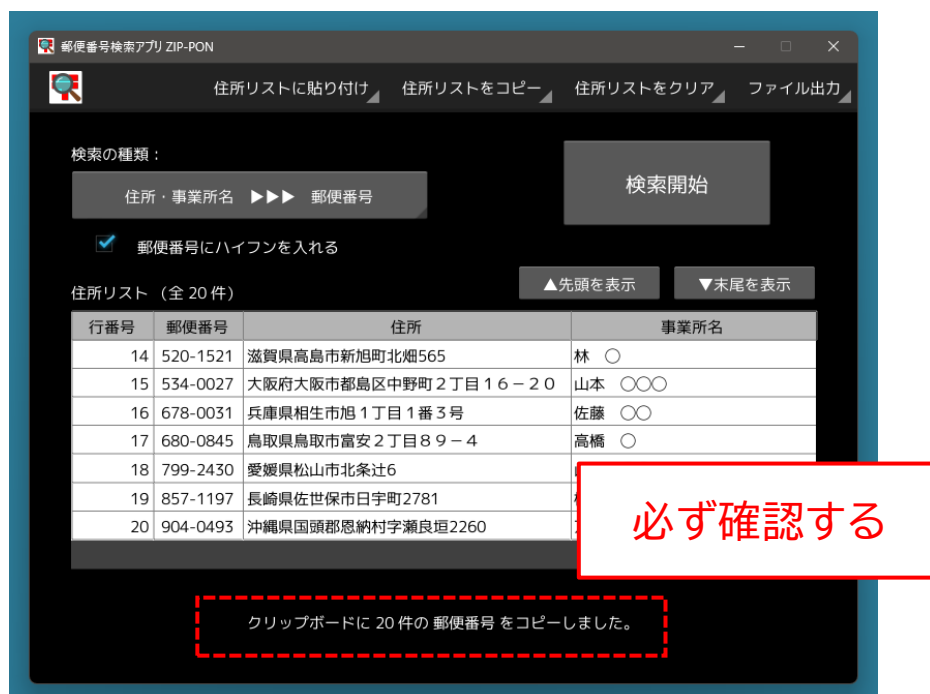 郵便番号検索アプリ ZIP-PON
住所リストに貼り付け 住所リストをコピー 住所リストをクリア ファイル出力
検索の種類：
住所・事業所名 ▶▶▶ 郵便番号
検索開始
郵便番号にハイフンを入れる
住所リスト （全 20 件）
▲先頭を表示 ▼末尾を表示
行番号 郵便番号 住所 事業所名
14 520-1521 滋賀県高島市新旭町北畑565 林 ○
15 534-0027 大阪府大阪市都島区中野町２丁目１６－２０ 山本 ○○○
16 678-0031 兵庫県相生市旭１丁目１番３号 佐藤 ○○
17 680-0845 鳥取県鳥取市富安２丁目８９－４ 高橋 ○
18 799-2430 愛媛県松山市北条辻6
19 857-1197 長崎県佐世保市日宇町2781
20 904-0493 沖縄県国頭郡恩納村字瀬良垣2260
必ず確認する
クリップボードに 20 件の 郵便番号 をコピーしました。